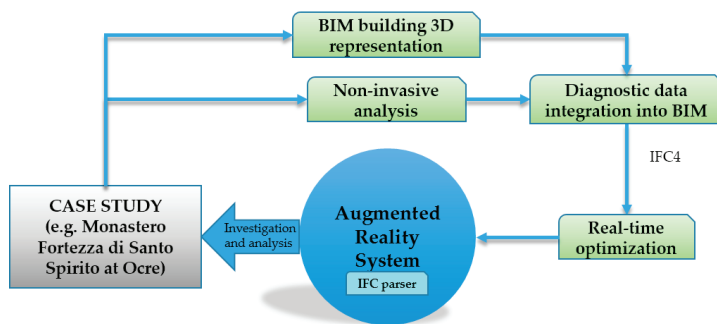 BIM building 3D
representation
Non-invasive
analysis
Diagnostic data
integration into BIM
IFC4
CASE STUDY
(e.g. Monastero
Fortezza di Santo
Spirito at Ocre)
Investigation
and analysis
Augmented
Reality
System
IFC parser
Real-time
optimization